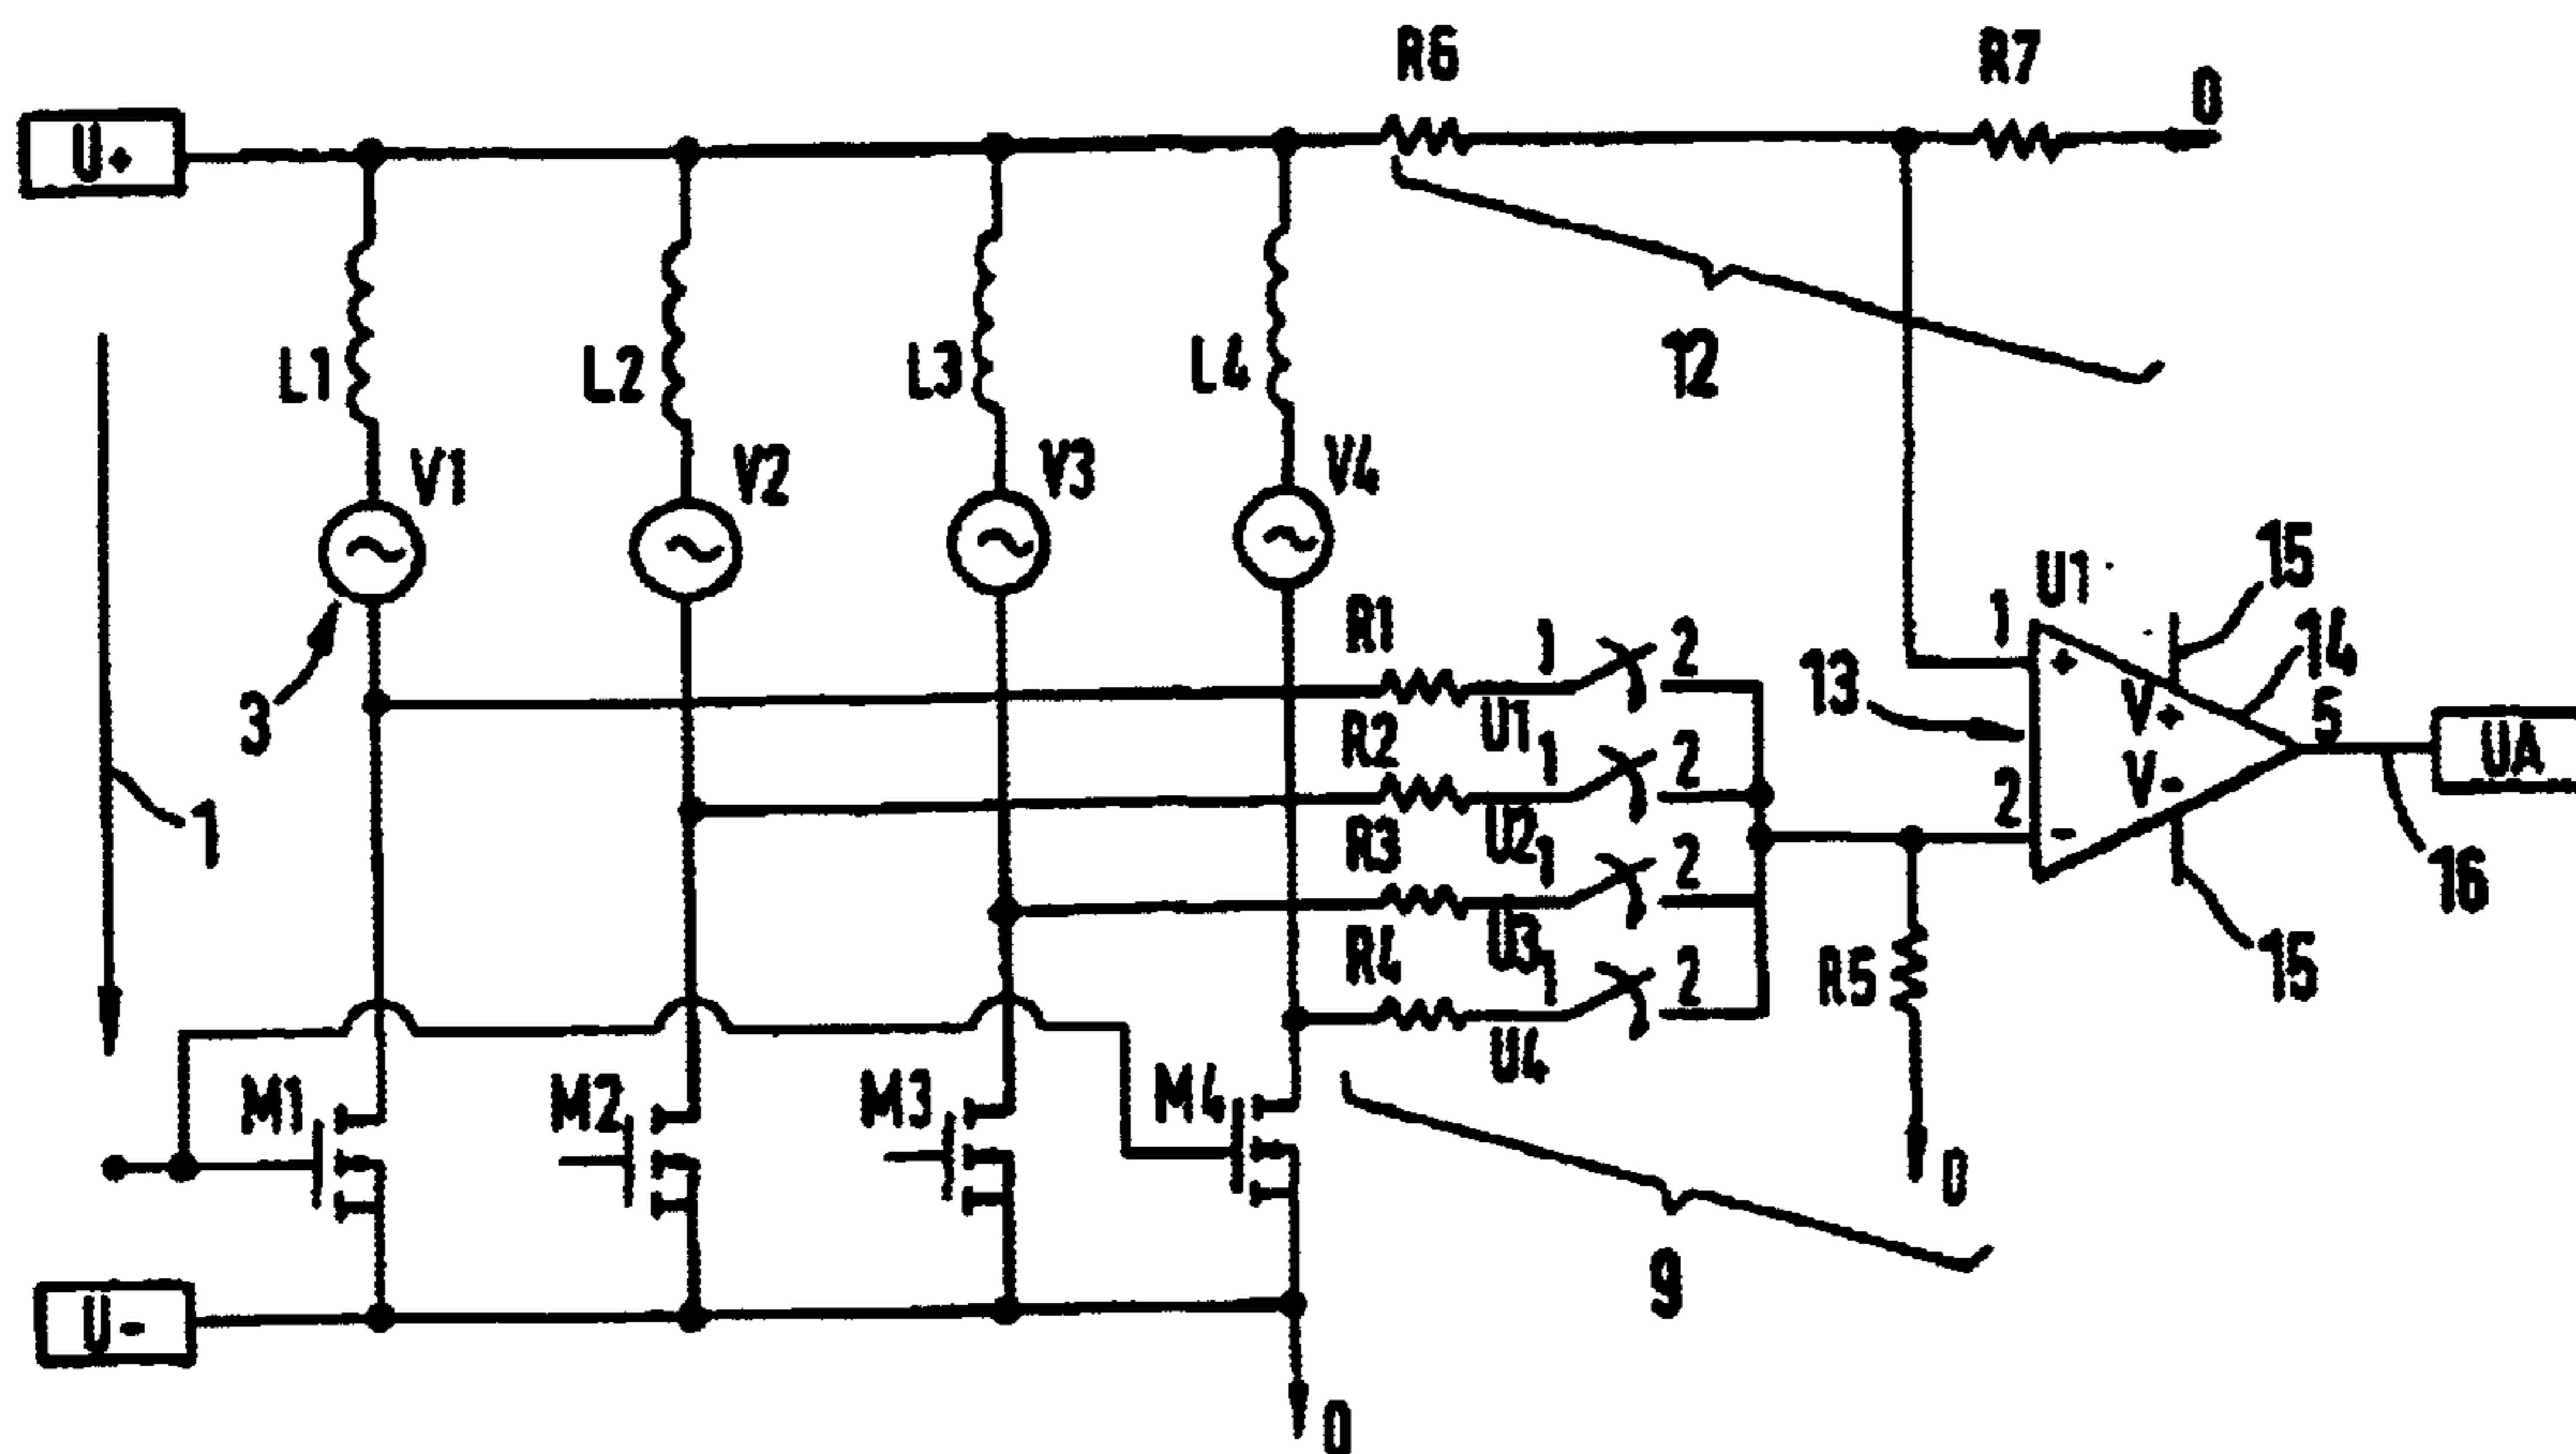 R6 R7 0
U+
12
L1 L2 L3 L4
V1 V2 V3 V4
3
1
R1 1 2
U1
R2 1 2
U2
R3 1 2
U3
R4 1 2
U4
13
1 U1 15
+ V+ 14
5 UA
2 - V-
16
15
R5
0
M1 M2 M3 M4
9
U-
0